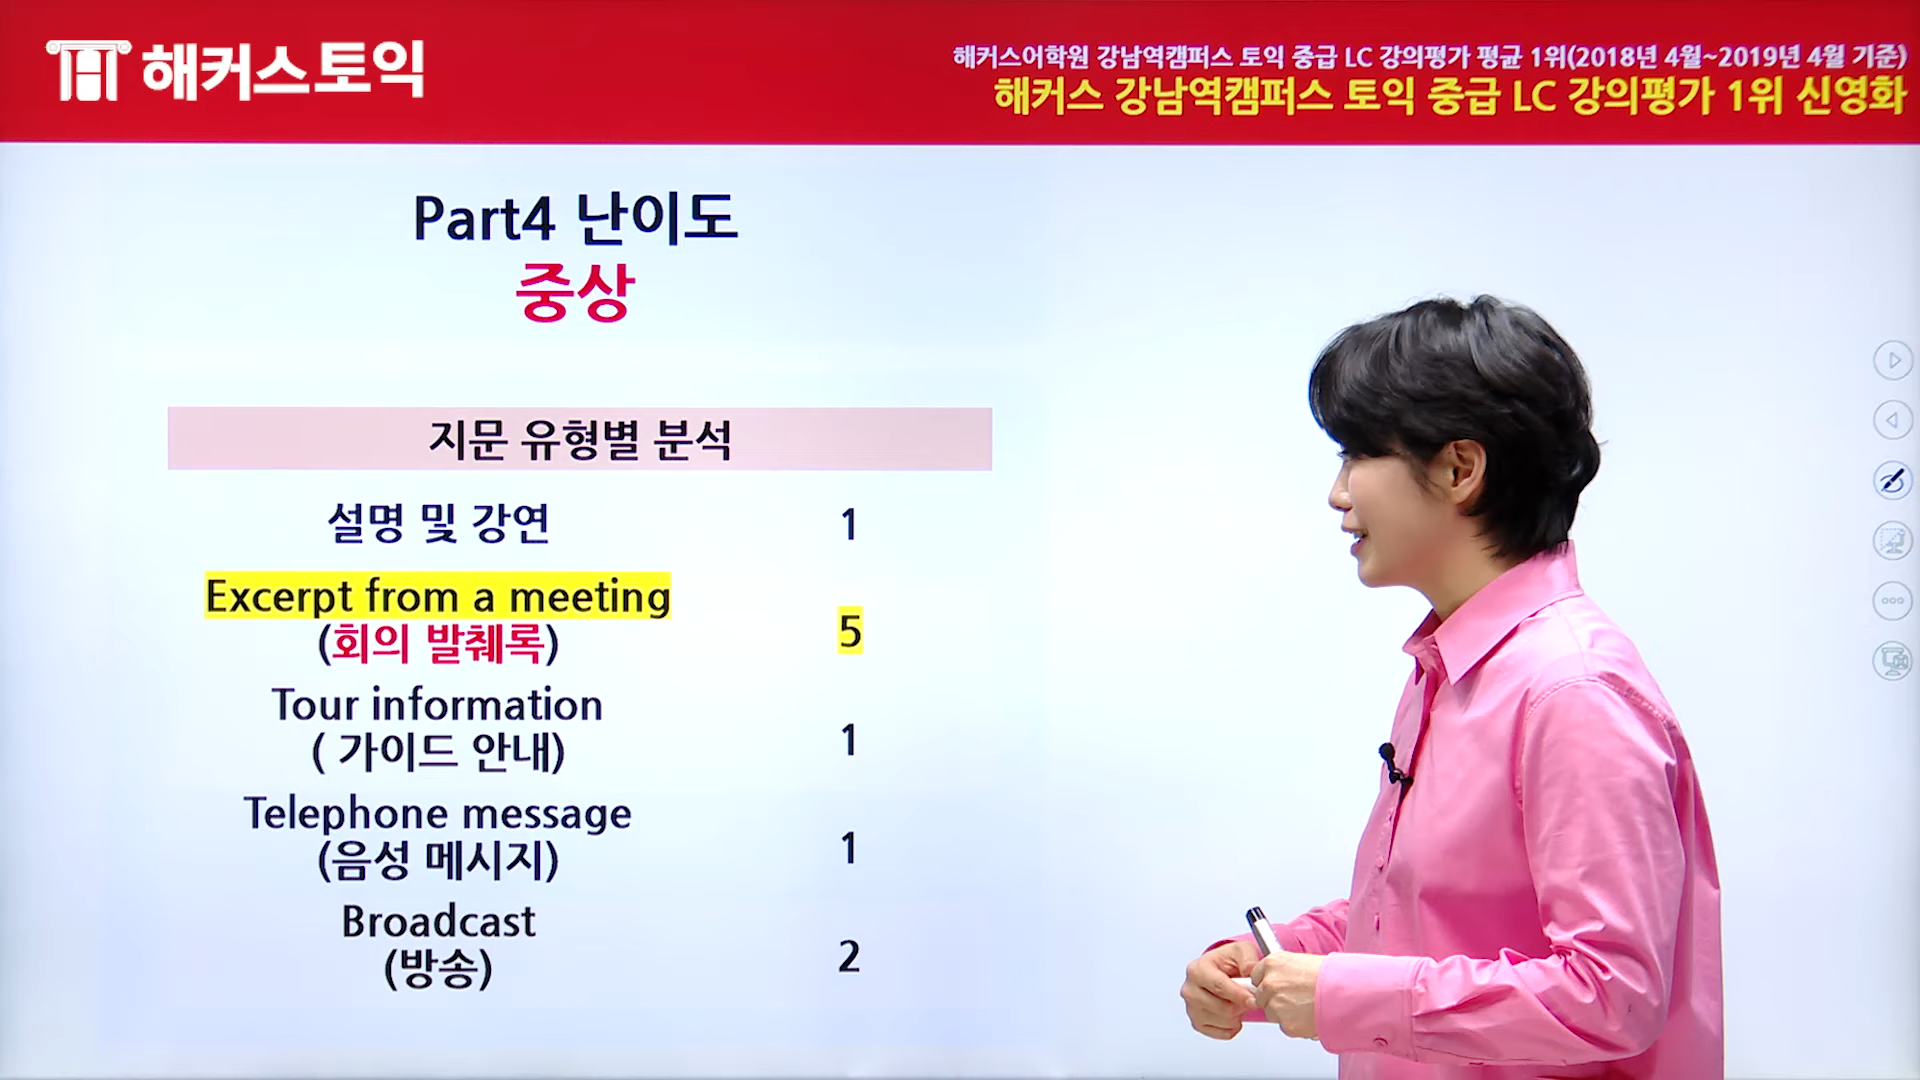 해커스토익
해커스어학원 강남역캠퍼스 토익 중급 LC 강의평가 평균 1위(2018년 4월~2019년 4월 기준)
해커스 강남역캠퍼스 토익 중급 LC 강의평가 1위 신영화
Part4 난이도
중상
지문 유형별 분석
설명 및 강연 1
Excerpt from a meeting
(회의 발췌록) 5
Tour information
( 가이드 안내) 1
Telephone message
(음성 메시지) 1
Broadcast
(방송) 2